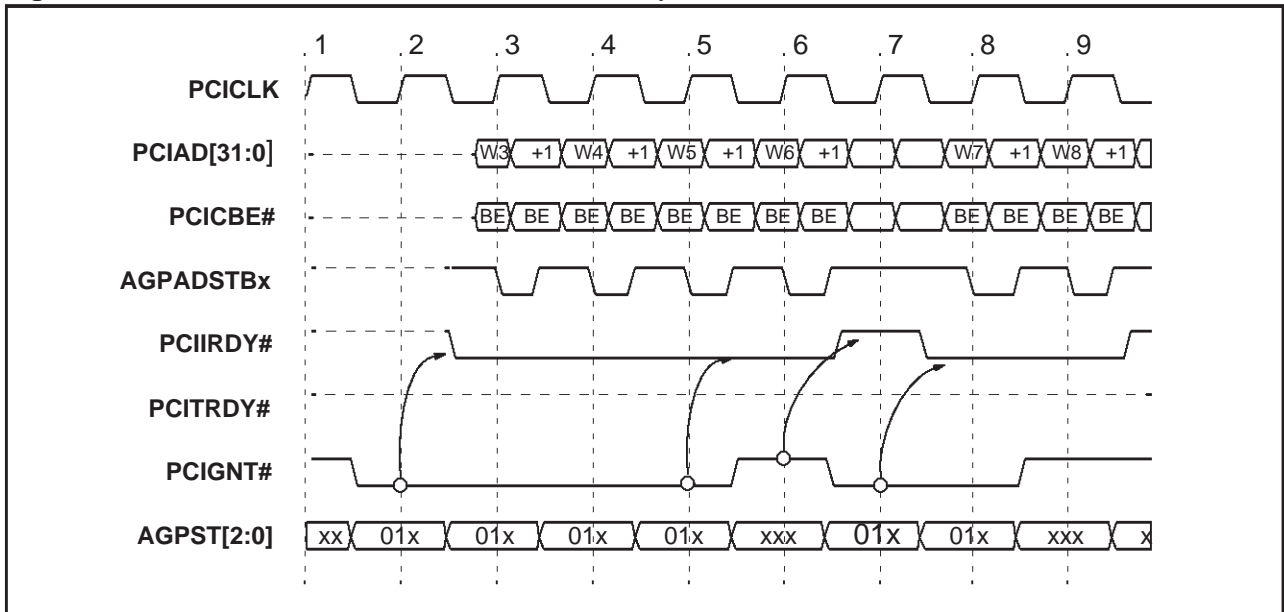 1 2 3 4 5 6 7 8 9
PCICLK
PCIAD[31:0] W3 +1 W4 +1 W5 +1 W6 +1 W7 +1 W8 +1
PCICBE# BE BE BE BE BE BE BE BE BE BE BE BE
AGPADSTBx
PCIIRDY#
PCITRDY#
PCIGNT#
AGPST[2:0] xx 01x 01x 01x 01x xxx 01x 01x xxx x